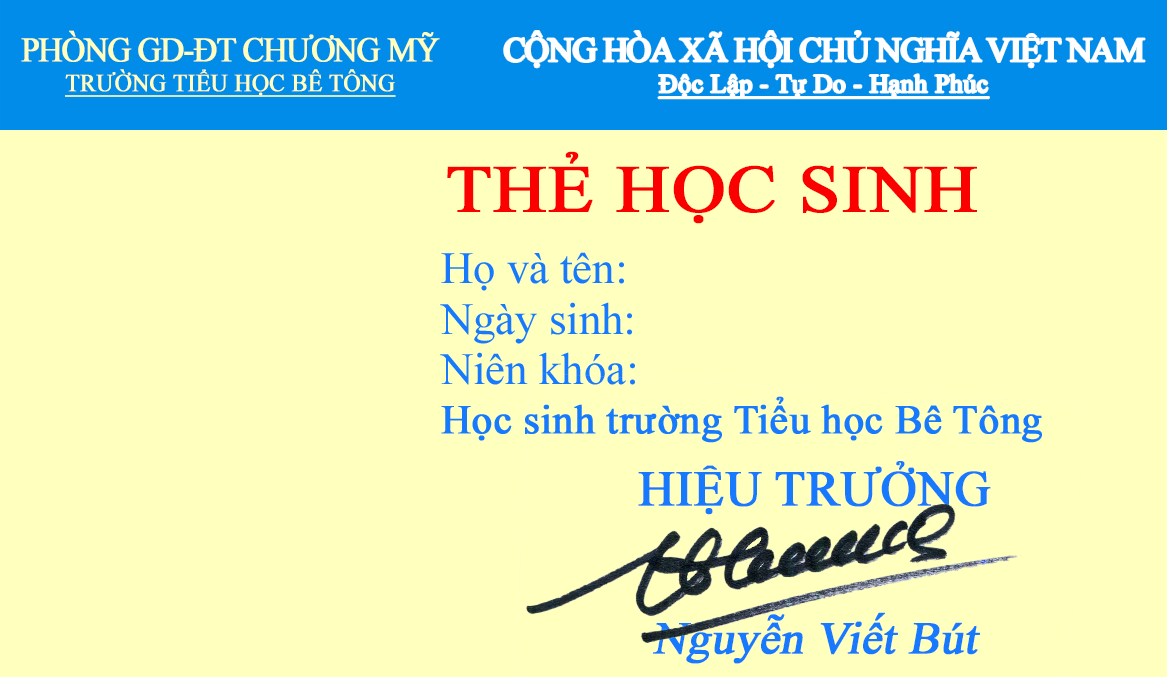 PHÒNG GD-ĐT CHƯƠNG MỸ
TRƯỜNG TIỂU HỌC BÊ TÔNG
CỘNG HÒA XÃ HỘI CHỦ NGHĨA VIỆT NAM
Độc Lập - Tự Do - Hạnh Phúc
THẺ HỌC SINH
Họ và tên:
Ngày sinh:
Niên khóa:
Học sinh trường Tiểu học Bê Tông
HIỆU TRƯỞNG
Nguyễn Viết Bút